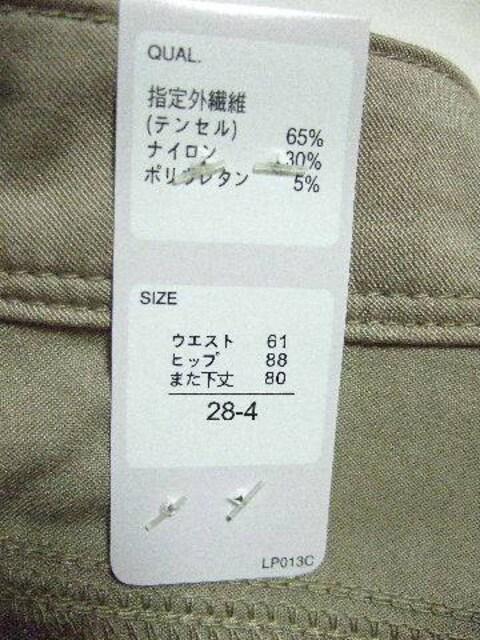 QUAL.
指定外繊維
(テンセル) 65%
ナイロン 30%
ポリウレタン 5%
SIZE
ウエスト 61
ヒップ 88
また下丈 80
28-4
LP013C